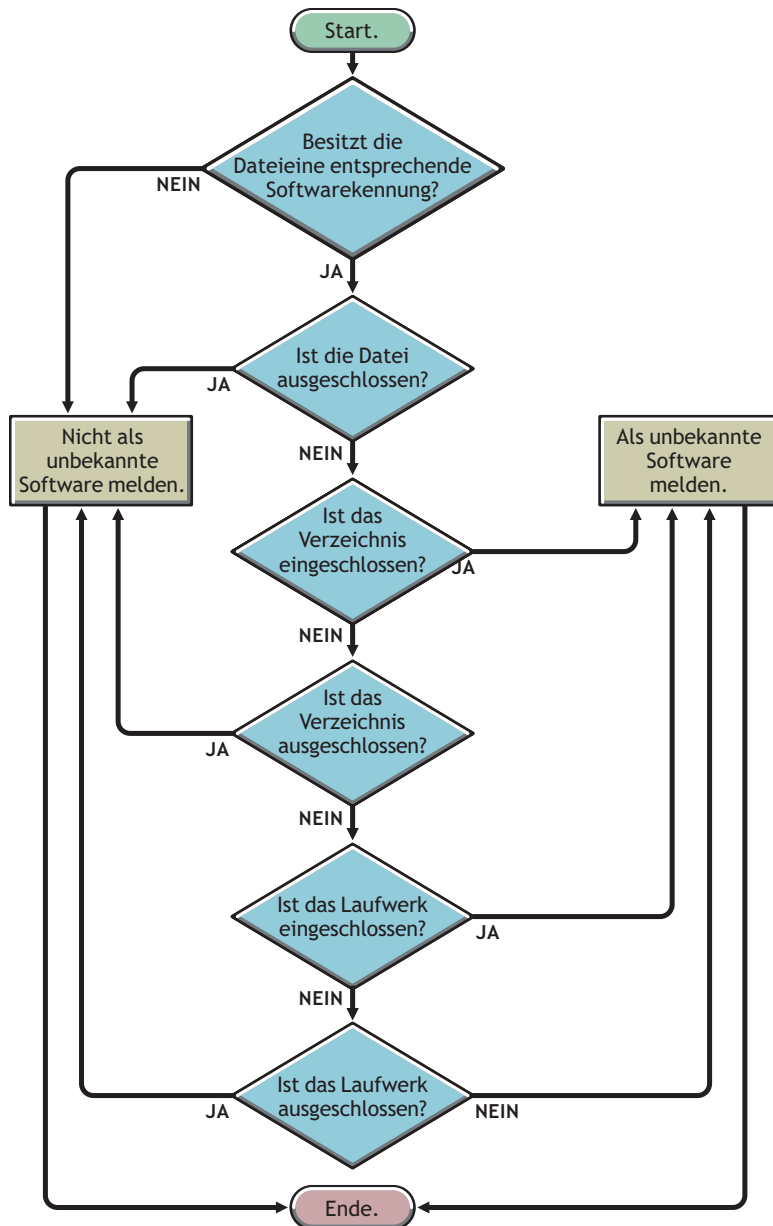 Start.
Besitzt die
Dateieine entsprechende
Softwarekennung?
NEIN
JA
Ist die Datei
ausgeschlossen?
JA
NEIN
Nicht als
unbekannte
Software melden.
Als unbekannte
Software
melden.
Ist das
Verzeichnis
eingeschlossen?
JA
NEIN
Ist das
Verzeichnis
ausgeschlossen?
JA
NEIN
Ist das Laufwerk
eingeschlossen?
JA
NEIN
Ist das Laufwerk
ausgeschlossen?
JA
NEIN
Ende.